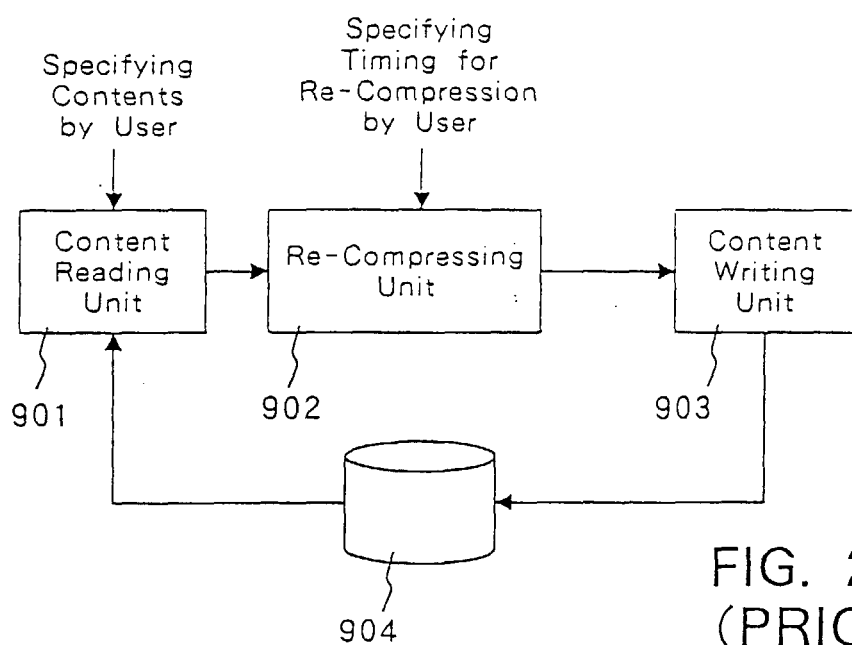 Specifying
Contents
by User
Specifying
Timing for
Re-Compression
by User
Content
Reading
Unit
Re-Compressing
Unit
Content
Writing
Unit
901
902
903
904
FIG.